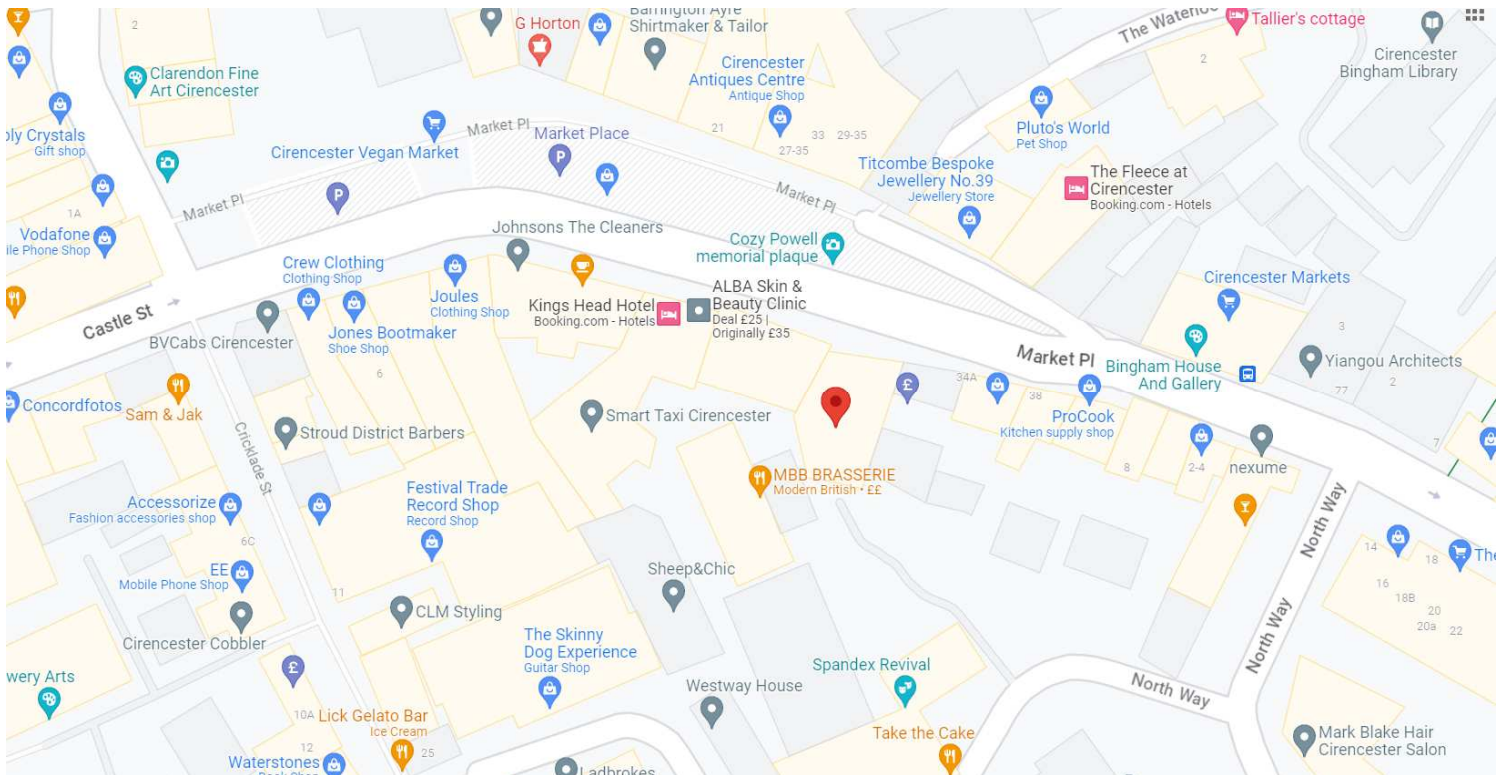 2
G Horton
Barrington Ayre
Shirtmaker & Tailor
The Waterloo
Tallier's cottage
Cirencester
Bingham Library
Clarendon Fine
Art Cirencester
Cirencester
Antiques Centre
Antique Shop
2
Crystals
Gift shop
Market Pl
Cirencester Vegan Market
Market Place
21
33
29-35
27-35
Pluto's World
Pet Shop
Titcombe Bespoke
Jewellery No.39
Jewellery Store
The Fleece at
Cirencester
Booking.com - Hotels
Market Pl
Market Pl
1A
Vodafone
Phone Shop
Johnsons The Cleaners
Cozy Powell
memorial plaque
Crew Clothing
Clothing Shop
Joules
Clothing Shop
Kings Head Hotel
Booking.com - Hotels
ALBA Skin &
Beauty Clinic
Deal £25 |
Originally £35
Cirencester Markets
Castle St
BVCabs Cirencester
Jones Bootmaker
Shoe Shop
Market Pl
Bingham House
And Gallery
3
Yiangou Architects
77
2
6
34A
38
Concordfotos
Sam & Jak
Smart Taxi Cirencester
ProCook
Kitchen supply shop
Stroud District Barbers
Cricklade St
7
8
2-4
nexume
MBB BRASSERIE
Modern British • ££
Accessorize
Fashion accessories shop
6C
Festival Trade
Record Shop
Record Shop
North Way
14
18
16
18B
20
20a
22
EE
Mobile Phone Shop
11
Sheep&Chic
CLM Styling
Cirencester Cobbler
The Skinny
Dog Experience
Guitar Shop
North Way
Spandex Revival
Arts
Westway House
North Way
10A
Lick Gelato Bar
Ice Cream
12
25
Take the Cake
Mark Blake Hair
Cirencester Salon
Waterstones
Ladbrokes